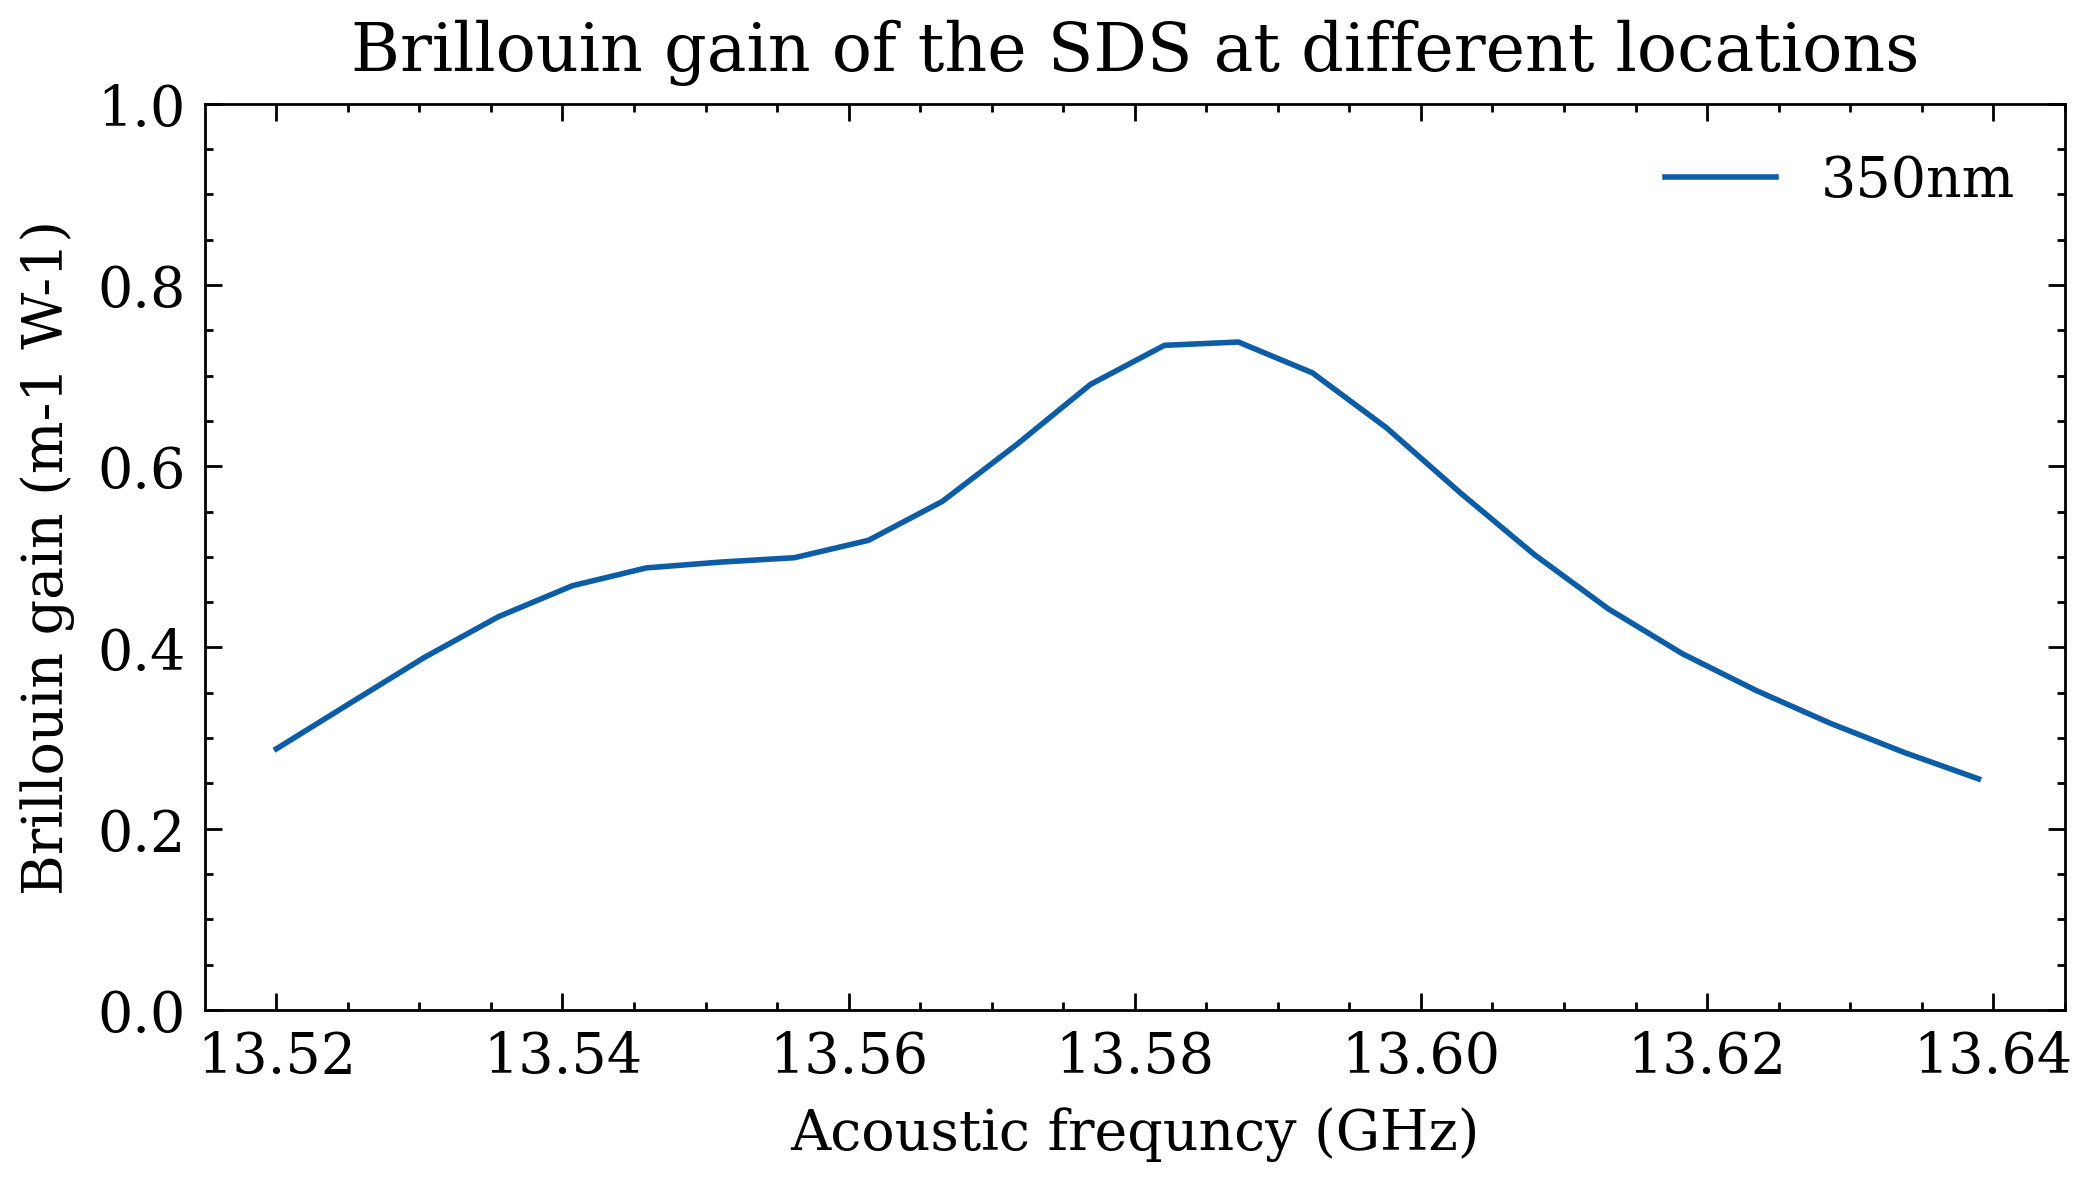 Brillouin gain of the SDS at different locations
350nm
Brillouin gain (m-1 W-1)
1.0
0.8
0.6
0.4
0.2
0.0
13.52 13.54 13.56 13.58 13.60 13.62 13.64
Acoustic frequncy (GHz)